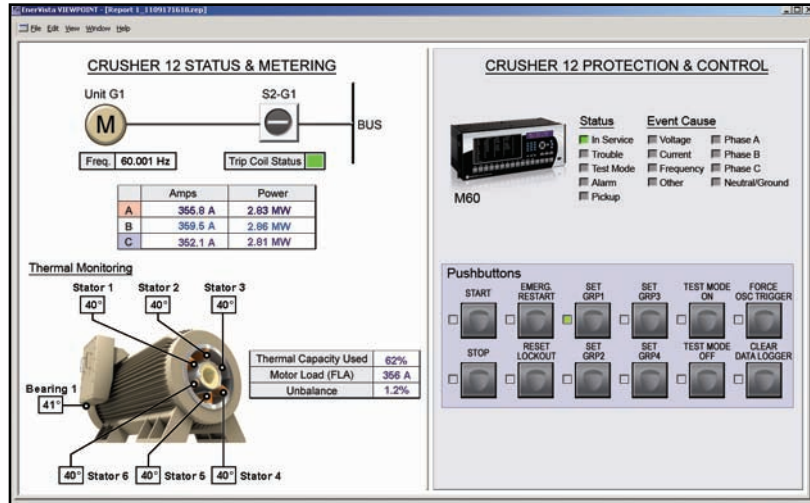 EnerVista VIEWPOINT - [Report 1_1109171618.rep]
File Edit View Window Help
CRUSHER 12 STATUS & METERING
Unit G1
S2-G1
M
BUS
Freq. 60.001 Hz
Trip Coil Status
Amps Power
A 355.8 A 2.83 MW
B 359.5 A 2.86 MW
C 352.1 A 2.81 MW
Thermal Monitoring
Stator 1 Stator 2 Stator 3
40° 40° 40°
Thermal Capacity Used 62%
Motor Load (FLA) 356 A
Unbalance 1.2%
Bearing 1
41°
40° Stator 6 40° Stator 5 40° Stator 4
CRUSHER 12 PROTECTION & CONTROL
Status Event Cause
In Service Voltage Phase A
Trouble Current Phase B
Test Mode Frequency Phase C
Alarm Other Neutral/Ground
Pickup
M60
Pushbuttons
START EMERG. RESTART SET GRP1 SET GRP3 TEST MODE ON FORCE OSC TRIGGER
STOP RESET LOCKOUT SET GRP2 SET GRP4 TEST MODE OFF CLEAR DATA LOGGER